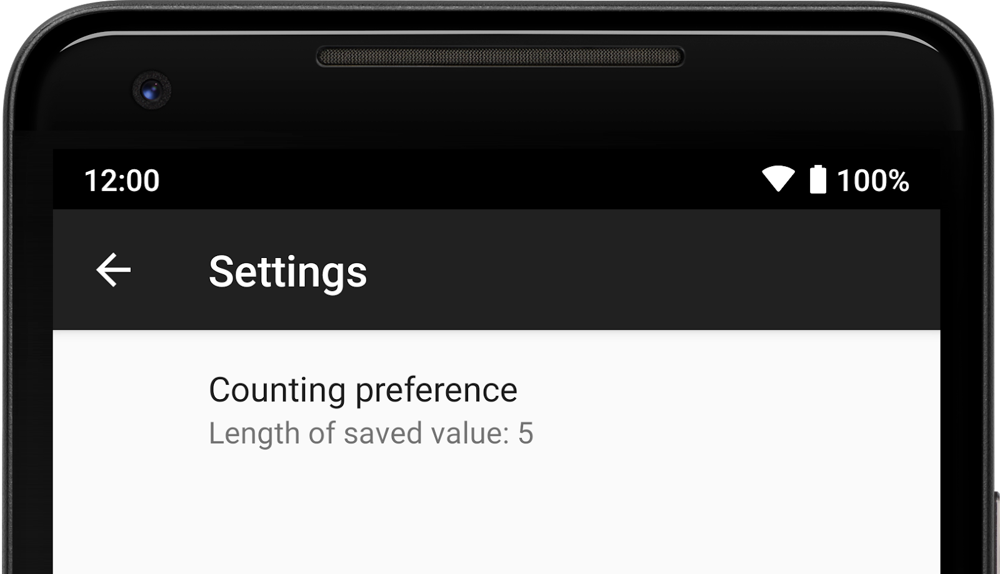 12:00 100%
Settings
Counting preference
Length of saved value: 5